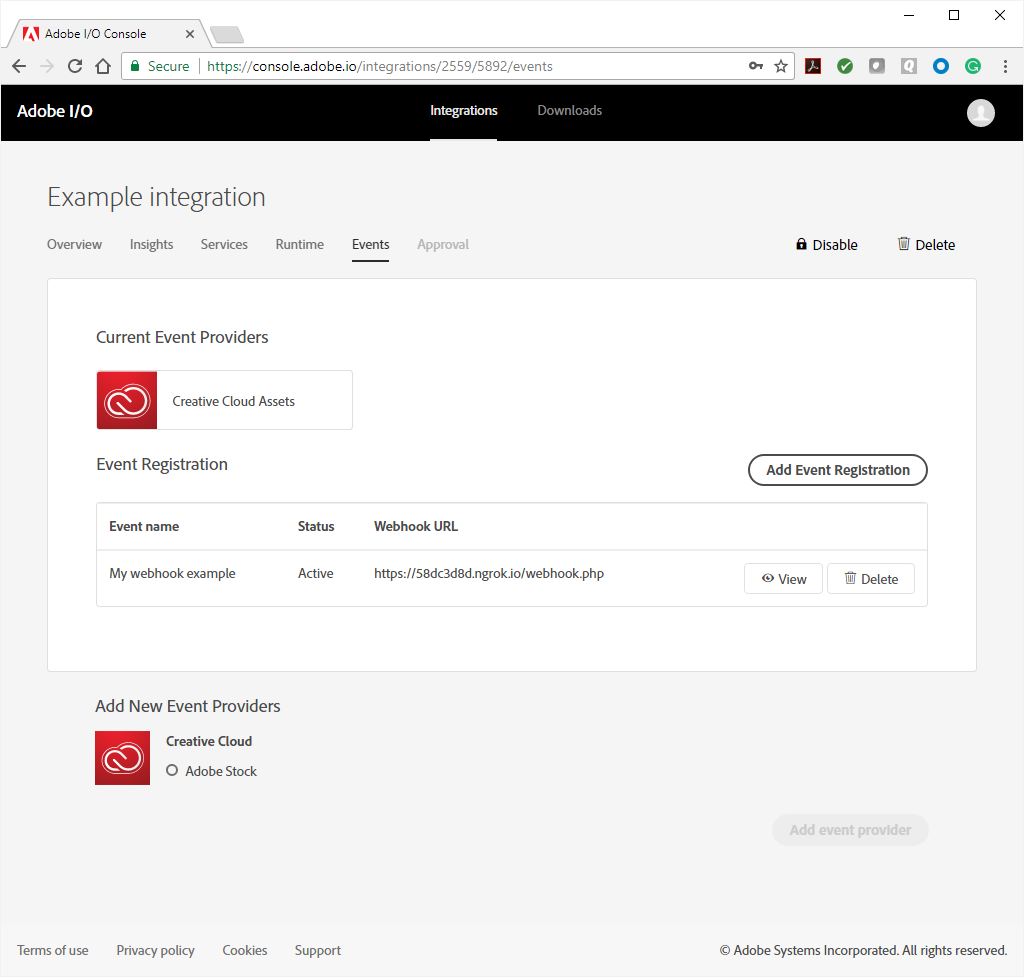 Adobe I/O Console
Secure https://console.adobe.io/integrations/2559/5892/events
Adobe I/O Integrations Downloads
Example integration
Overview Insights Services Runtime Events Approval Disable Delete
Current Event Providers
Creative Cloud Assets
Event Registration Add Event Registration
Event name Status Webhook URL
My webhook example Active https://58dc3d8d.ngrok.io/webhook.php View Delete
Add New Event Providers
Creative Cloud
Adobe Stock
Add event provider
Terms of use Privacy policy Cookies Support © Adobe Systems Incorporated. All rights reserved.